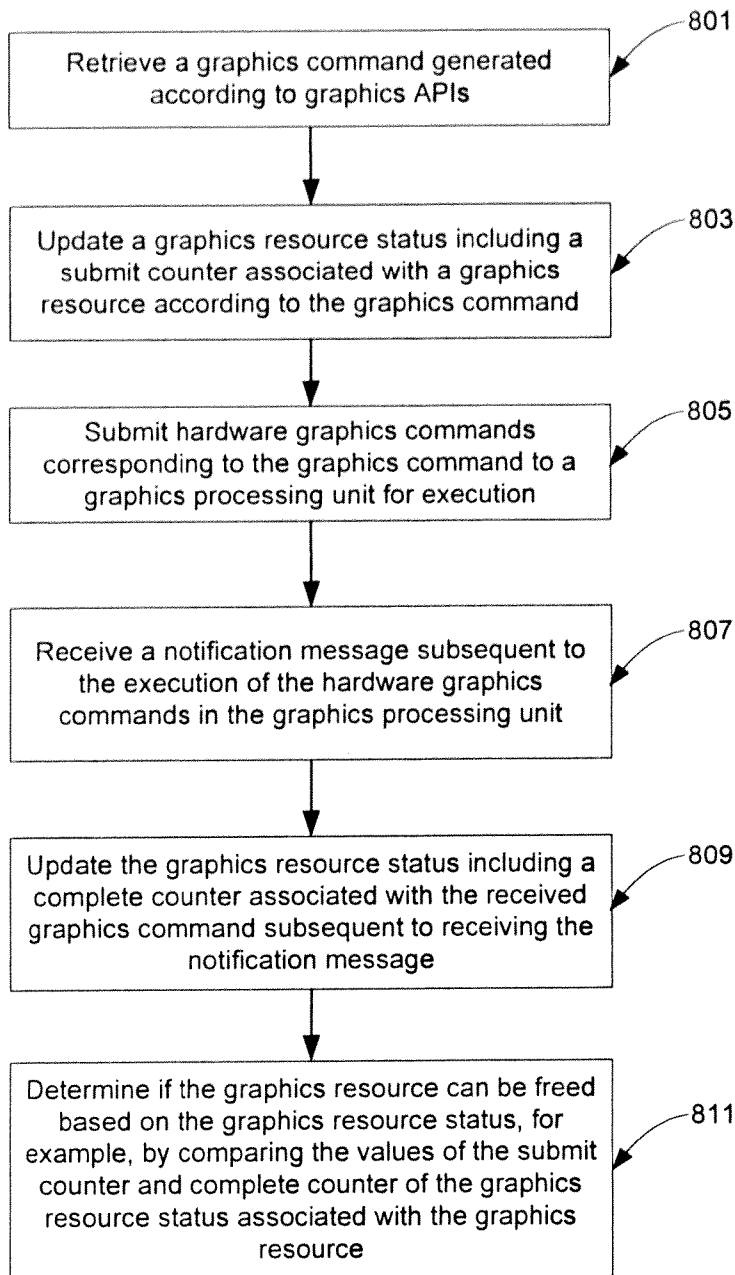 801
Retrieve a graphics command generated
according to graphics APIs
803
Update a graphics resource status including a
submit counter associated with a graphics
resource according to the graphics command
805
Submit hardware graphics commands
corresponding to the graphics command to a
graphics processing unit for execution
807
Receive a notification message subsequent to
the execution of the hardware graphics
commands in the graphics processing unit
809
Update the graphics resource status including a
complete counter associated with the received
graphics command subsequent to receiving the
notification message
811
Determine if the graphics resource can be freed
based on the graphics resource status, for
example, by comparing the values of the submit
counter and complete counter of the graphics
resource status associated with the graphics
resource